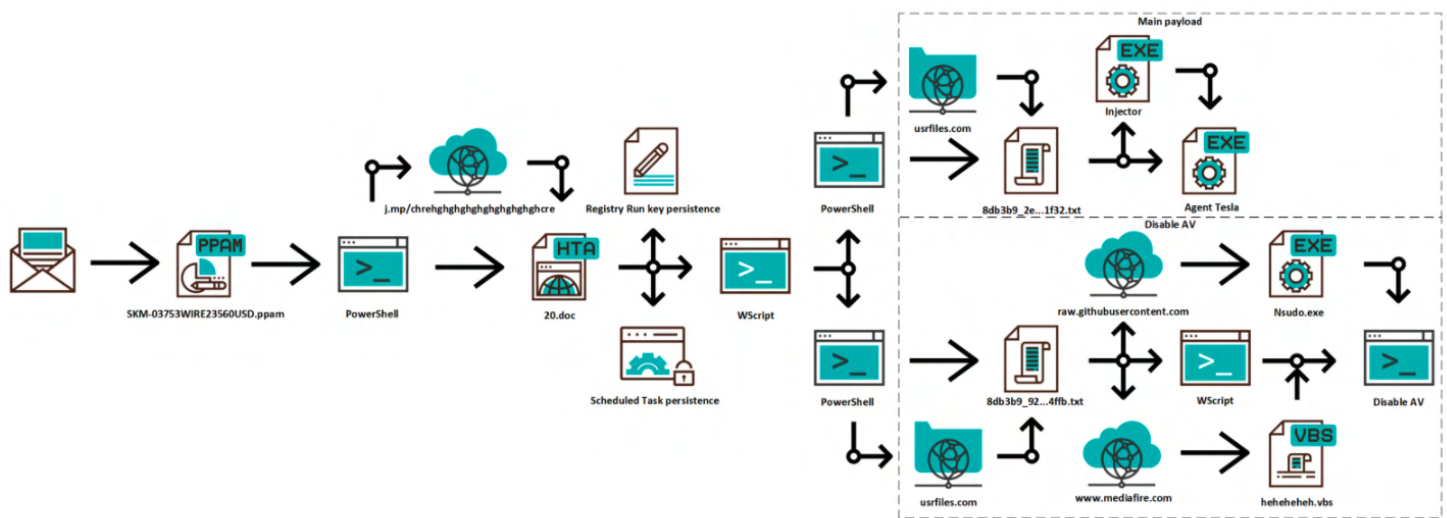 Main payload
EXE
Injector
usrfiles.com
EXE
>_
PowerShell
8db3b9_2e...1f32.txt
Agent Tesla
j.mp/chrehghghghghghghghghghcre
Registry Run key persistence
Disable AV
PPAM
SKM-03753WIRE23560USD.ppam
>_
PowerShell
HTA
20.doc
>_
WScript
Scheduled Task persistence
raw.githubusercontent.com
EXE
Nsudo.exe
>_
PowerShell
8db3b9_92...4ffb.txt
>_
WScript
>_
Disable AV
usrfiles.com
www.mediafire.com
VBS
heheheheh.vbs